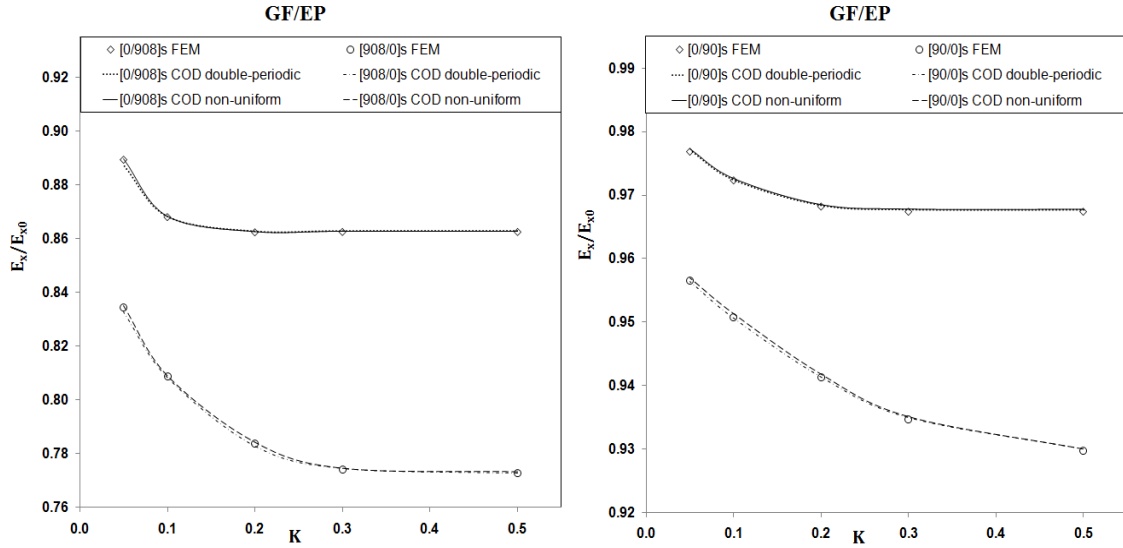 GF/EP
[0/908]s FEM
[908/0]s FEM
[0/908]s COD double-periodic
[908/0]s COD double-periodic
[0/908]s COD non-uniform
[908/0]s COD non-uniform
0.92
0.90
0.88
0.86
0.84
0.82
0.80
0.78
0.76
Ex/Ex0
0.0 0.1 0.2 0.3 0.4 0.5
K
GF/EP
[0/90]s FEM
[90/0]s FEM
[0/90]s COD double-periodic
[90/0]s COD double-periodic
[0/90]s COD non-uniform
[90/0]s COD non-uniform
0.99
0.98
0.97
0.96
0.95
0.94
0.93
0.92
Ex/Ex0
0.0 0.1 0.2 0.3 0.4 0.5
K